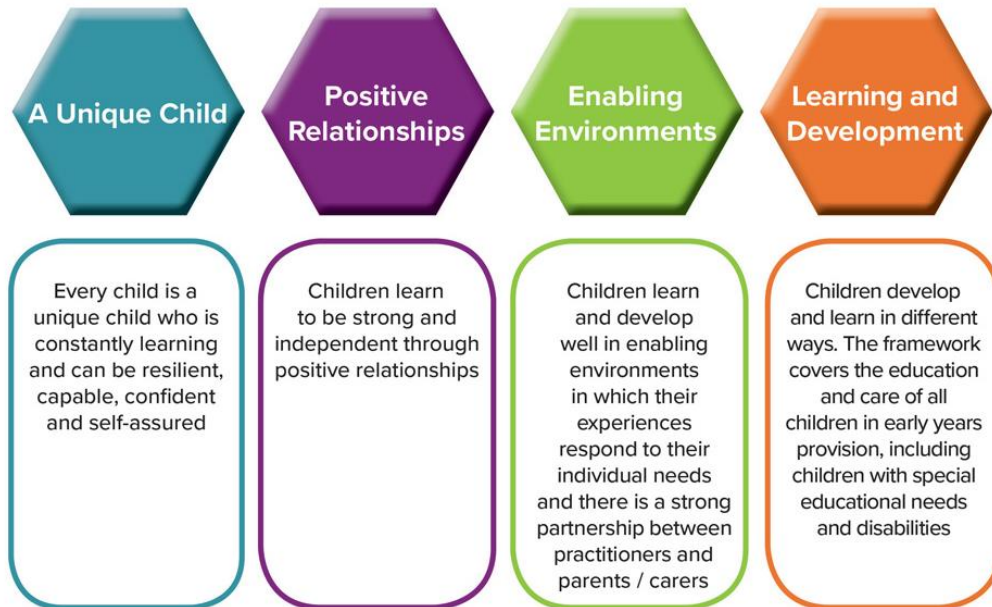 A Unique Child
Positive
Relationships
Enabling
Environments
Learning and
Development
Every child is a
unique child who is
constantly learning
and can be resilient,
capable, confident
and self-assured
Children learn
to be strong and
independent through
positive relationships
Children learn
and develop
well in enabling
environments
in which their
experiences
respond to their
individual needs
and there is a strong
partnership between
practitioners and
parents / carers
Children develop
and learn in different
ways. The framework
covers the education
and care of all
children in early years
provision, including
children with special
educational needs
and disabilities